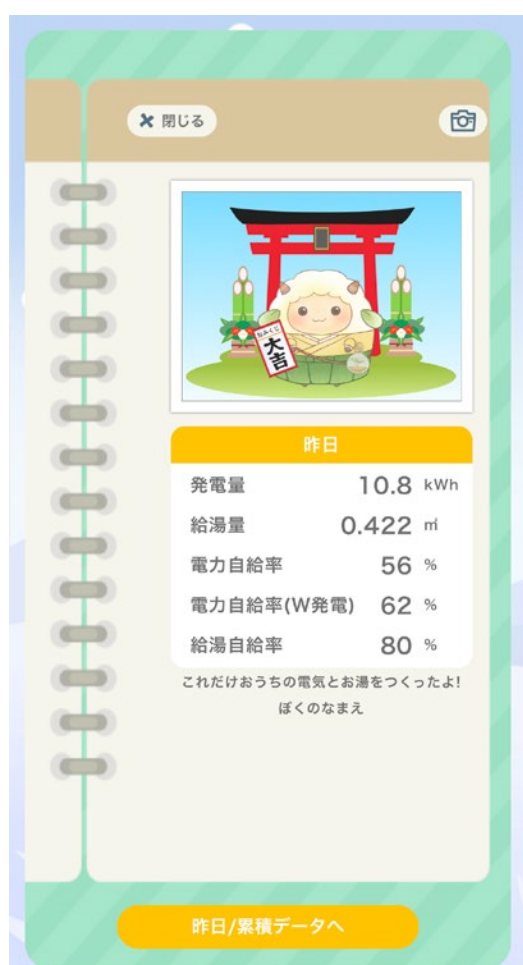 閉じる
おみくじ
大吉
昨日
発電量 10.8 kWh
給湯量 0.422 ㎥
電力自給率 56 %
電力自給率(W発電) 62 %
給湯自給率 80 %
これだけおうちの電気とお湯をつくったよ!
ぼくのなまえ
昨日/累積データへ